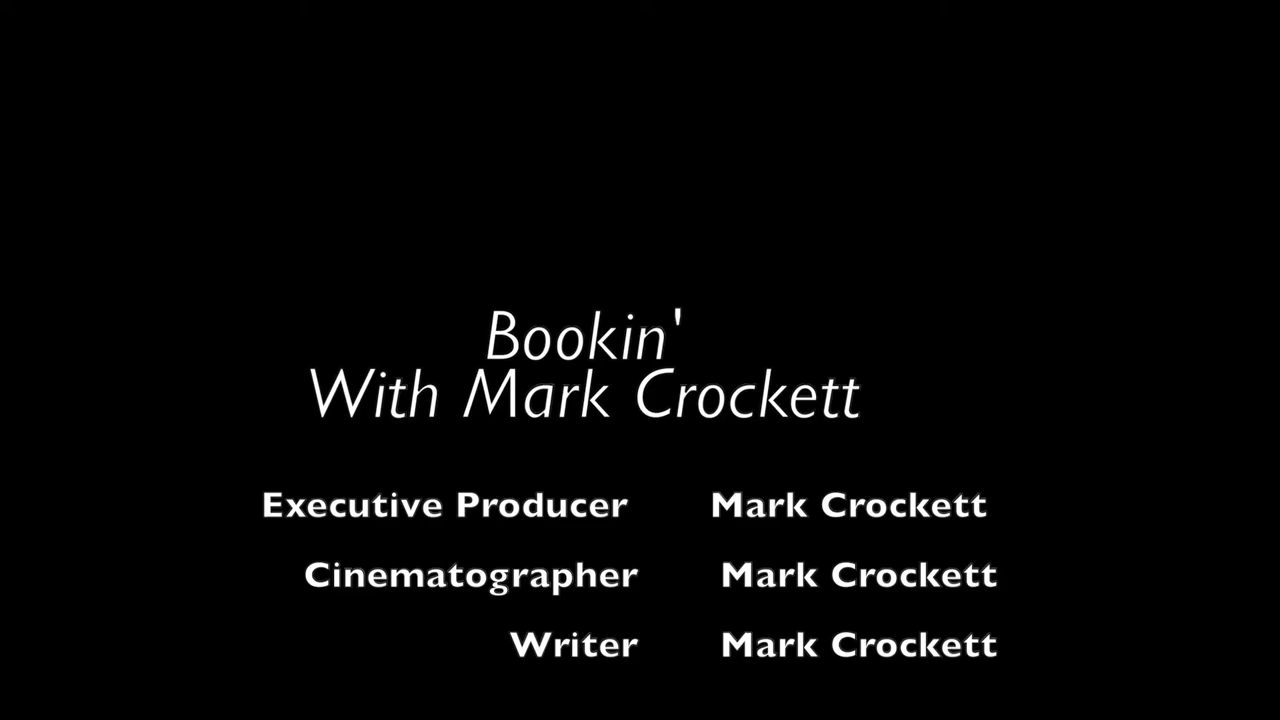 Bookin'
With Mark Crockett
Executive Producer Mark Crockett
Cinematographer Mark Crockett
Writer Mark Crockett